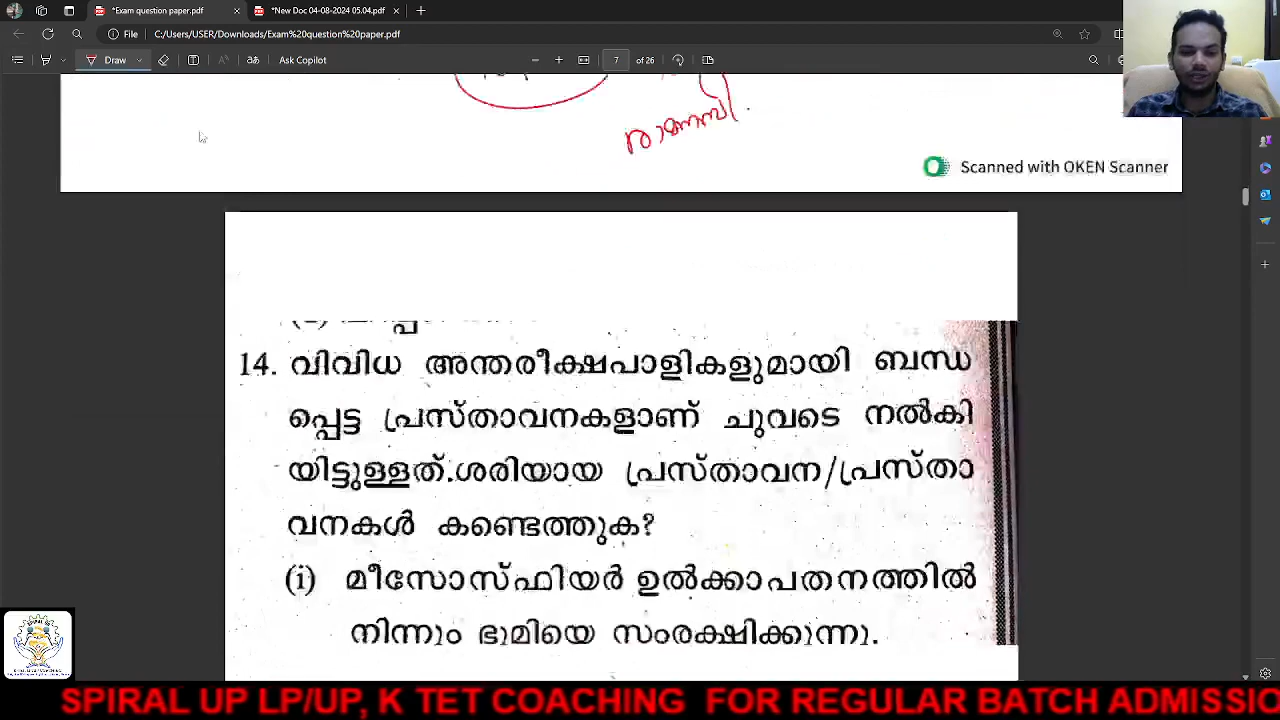 *Exam question paper.pdf
*New Doc 04-08-2024 05.04.pdf
File C:/Users/USER/Downloads/Exam%20question%20paper.pdf
Draw
Ask Copilot
7 of 26
Scanned with OKEN Scanner
14. വിവിധ അന്തരീക്ഷപാളികളുമായി ബന്ധ
പ്പെട്ട പ്രസ്താവനകളാണ് ചുവടെ നൽകി
യിട്ടുള്ളത്.ശരിയായ പ്രസ്താവന/പ്രസ്താ
വനകൾ കണ്ടെത്തുക?
(i) മീസോസ്ഫിയർ ഉൽക്കാപതനത്തിൽ
നിന്നും ഭൂമിയെ സംരക്ഷിക്കുന്നു.
SPIRAL UP LP/UP, K TET COACHING FOR REGULAR BATCH ADMISSIO